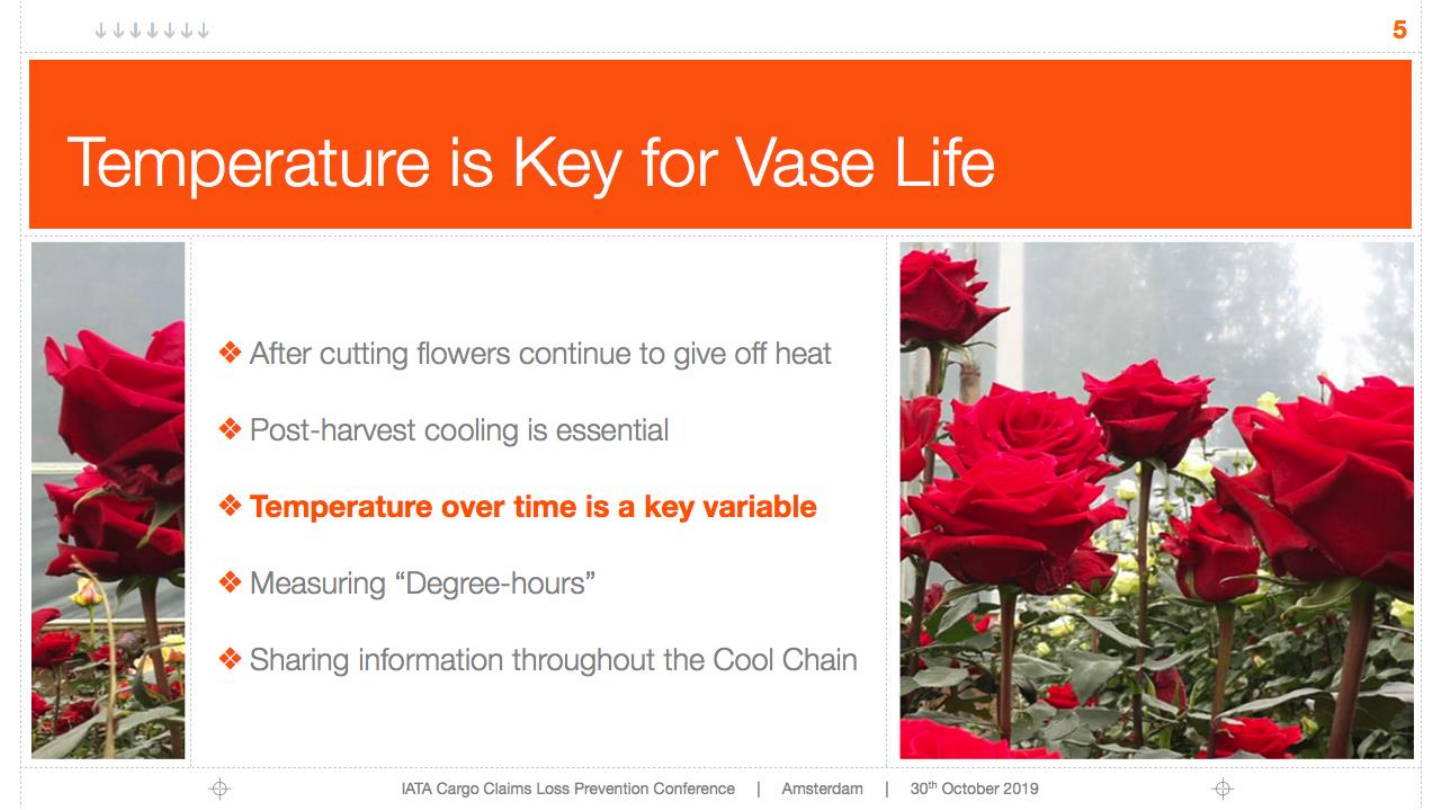 5
Temperature is Key for Vase Life
❖ After cutting flowers continue to give off heat
❖ Post-harvest cooling is essential
❖ Temperature over time is a key variable
❖ Measuring “Degree-hours”
❖ Sharing information throughout the Cool Chain
IATA Cargo Claims Loss Prevention Conference | Amsterdam | 30th October 2019